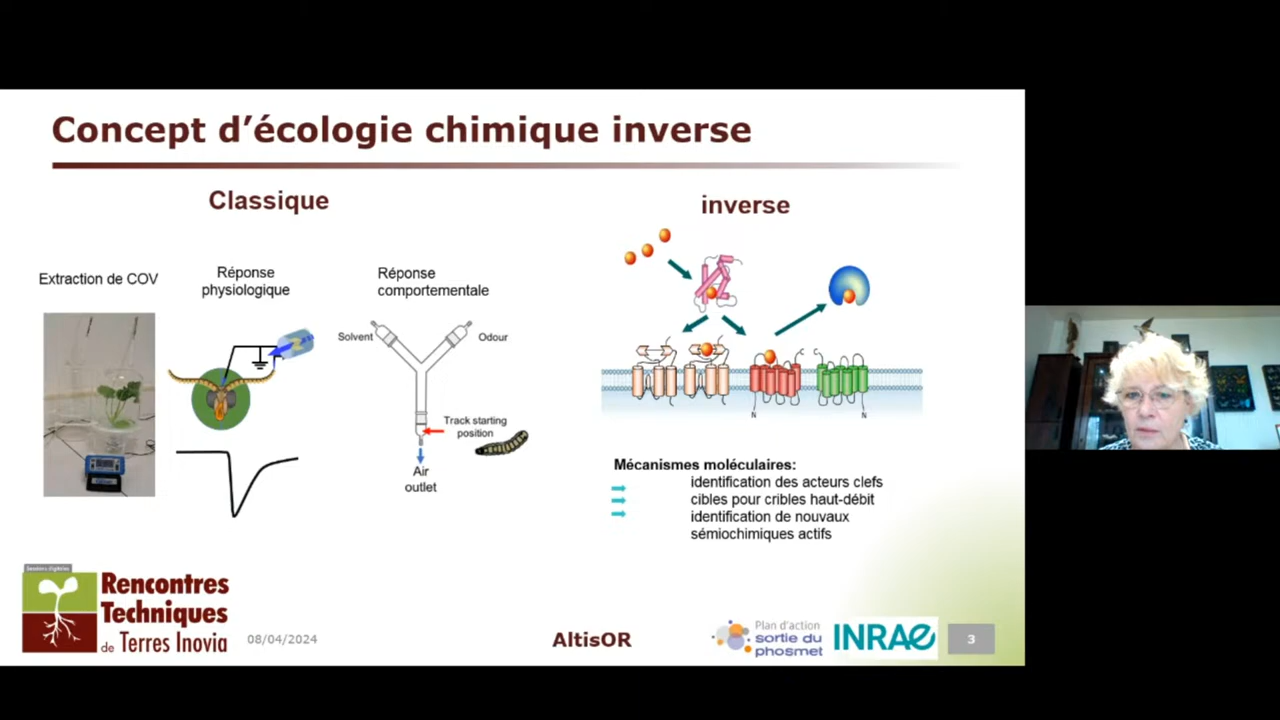 Concept d’écologie chimique inverse
Classique
inverse
Extraction de COV
Réponse
physiologique
Réponse
comportementale
Solvent
Odour
Track starting
position
Air
outlet
C
C
N
N
Mécanismes moléculaires:
identification des acteurs clefs
cibles pour cribles haut-débit
identification de nouvaux
sémiochimiques actifs
Sessions digitales
Rencontres
Techniques
de Terres Inovia
08/04/2024
AltisOR
Plan d'action
sortie du
phosmet
INRAE
3